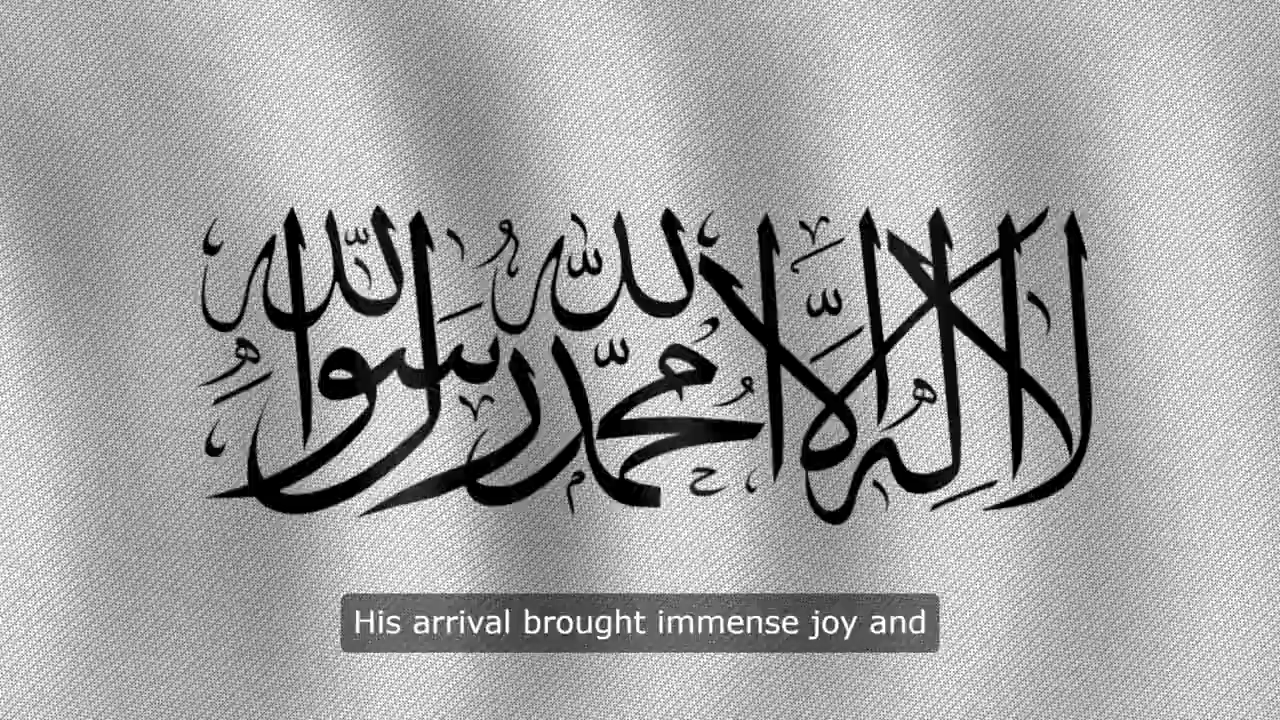 لا إله إلا الله محمد رسول الله
His arrival brought immense joy and